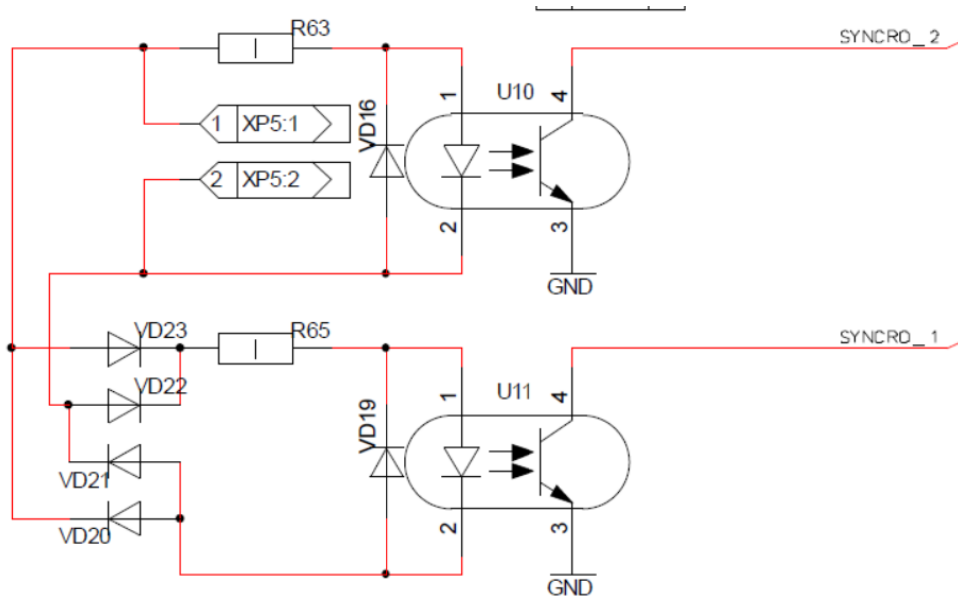 R63
SYNCRO_2
1 XP5:1
2 XP5:2
VD16
1
U10
4
2
3
GND
VD23
R65
SYNCRO_1
VD22
VD19
1
U11
4
VD21
VD20
2
3
GND